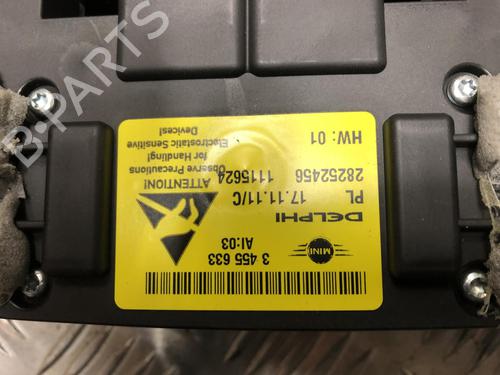 3 455 633
AI:03
MINI
DELPHI
PL 17.11.11/C
28252456 1115624
HW: 01
ATTENTION!
Observe Precautions
for Handling!
Electrostatic Sensitive
Devices!
B-PARTS